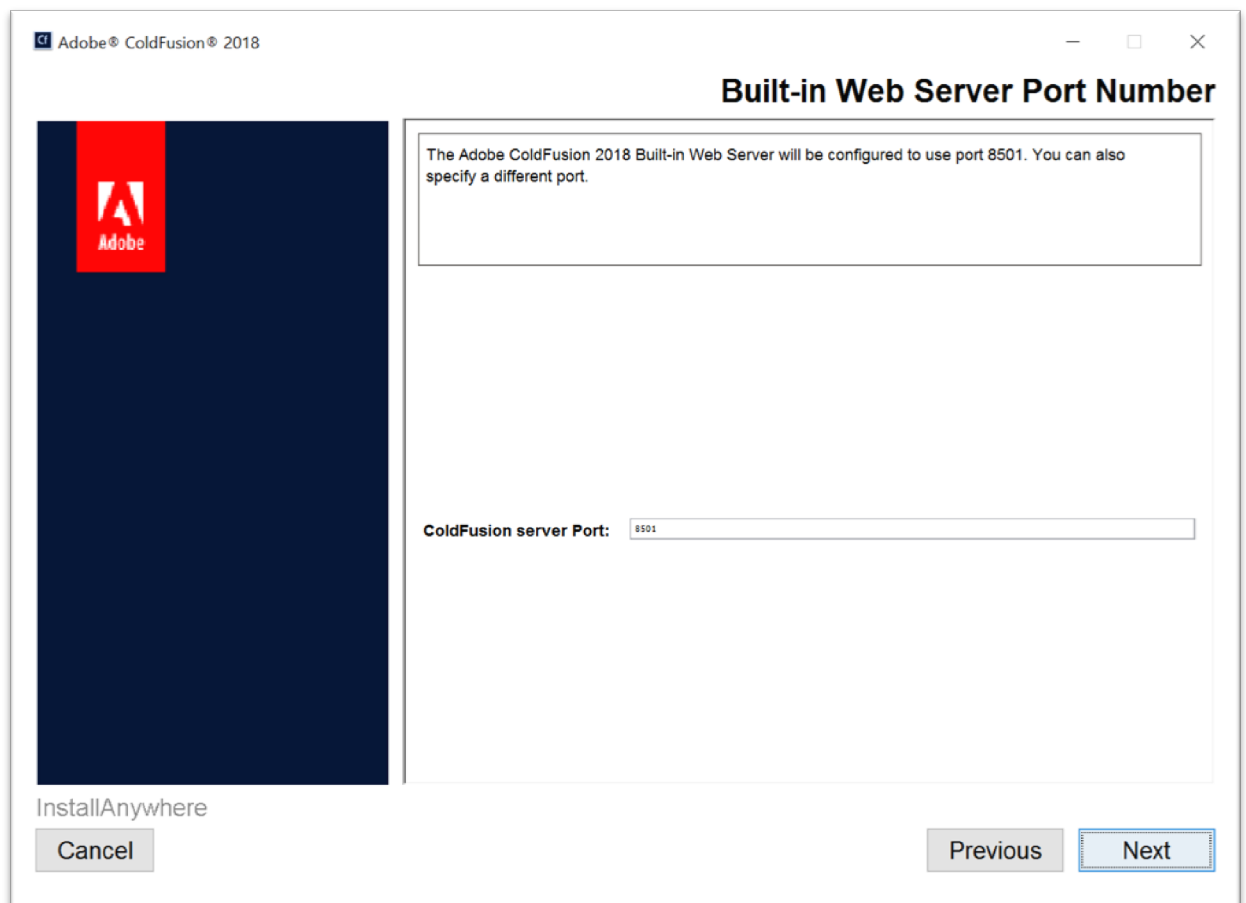 Cf Adobe® ColdFusion® 2018
Built-in Web Server Port Number
Adobe
The Adobe ColdFusion 2018 Built-in Web Server will be configured to use port 8501. You can also
specify a different port.
ColdFusion server Port: 8501
InstallAnywhere
Cancel Previous Next